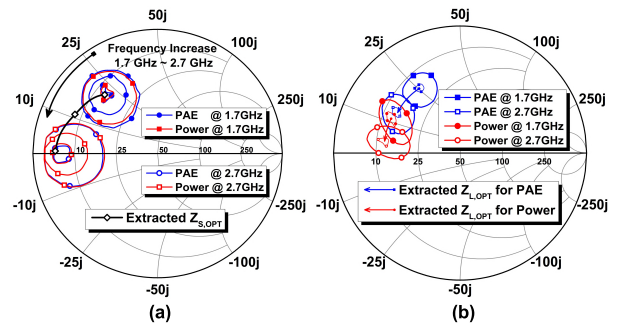 (a)
50j
25j
100j
10j
250j
Frequency Increase
1.7 GHz ~ 2.7 GHz
PAE @ 1.7GHz
Power @ 1.7GHz
10 25 50 100 250
PAE @ 2.7GHz
Power @ 2.7GHz
Extracted Z_S,OPT
-10j
-250j
-25j
-100j
-50j
(a)
(b)
50j
25j
100j
10j
250j
PAE @ 1.7GHz
PAE @ 2.7GHz
Power @ 1.7GHz
Power @ 2.7GHz
10 25 50 100 250
Extracted Z_L,OPT for PAE
Extracted Z_L,OPT for Power
-10j
-250j
-25j
-100j
-50j
(b)